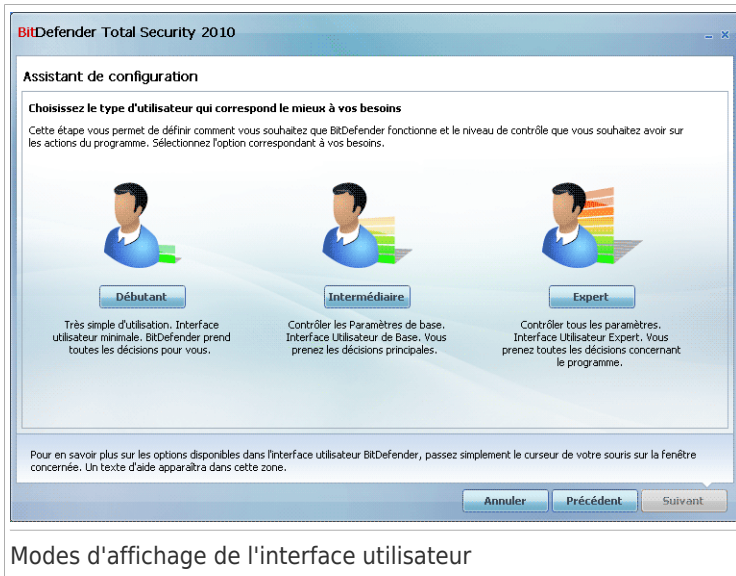 BitDefender Total Security 2010
Assistant de configuration
Choisissez le type d'utilisateur qui correspond le mieux à vos besoins
Cette étape vous permet de définir comment vous souhaitez que BitDefender fonctionne et le niveau de contrôle que vous souhaitez avoir sur
les actions du programme. Sélectionnez l'option correspondant à vos besoins.
Débutant
Très simple d'utilisation. Interface
utilisateur minimale. BitDefender prend
toutes les décisions pour vous.
Intermédiaire
Contrôler les Paramètres de base.
Interface Utilisateur de Base. Vous
prenez les décisions principales.
Expert
Contrôler tous les paramètres.
Interface Utilisateur Expert. Vous
prenez toutes les décisions concernant
le programme.
Pour en savoir plus sur les options disponibles dans l'interface utilisateur BitDefender, passez simplement le curseur de votre souris sur la fenêtre
concernée. Un texte d'aide apparaîtra dans cette zone.
Annuler
Précédent
Suivant
Modes d'affichage de l'interface utilisateur